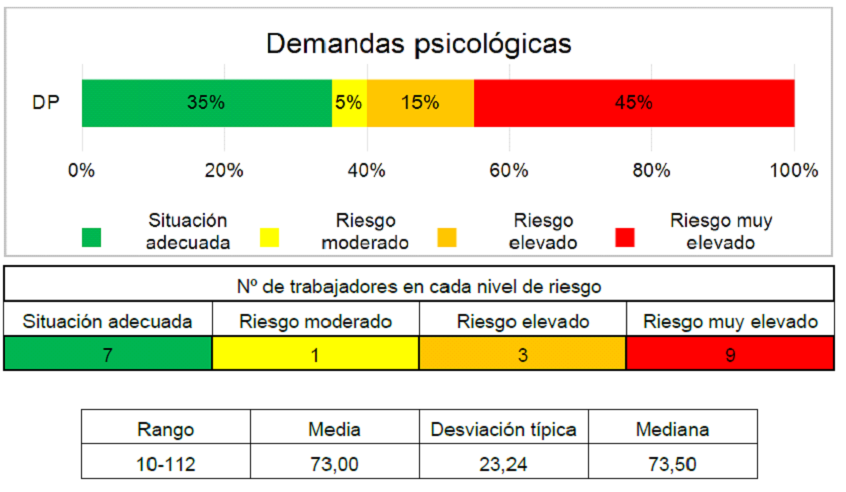 Demandas psicológicas
DP
35% 5% 15% 45%
0% 20% 40% 60% 80% 100%
Situación adecuada
Riesgo moderado
Riesgo elevado
Riesgo muy elevado
Nº de trabajadores en cada nivel de riesgo
Situación adecuada Riesgo moderado Riesgo elevado Riesgo muy elevado
7 1 3 9
Rango Media Desviación típica Mediana
10-112 73,00 23,24 73,50